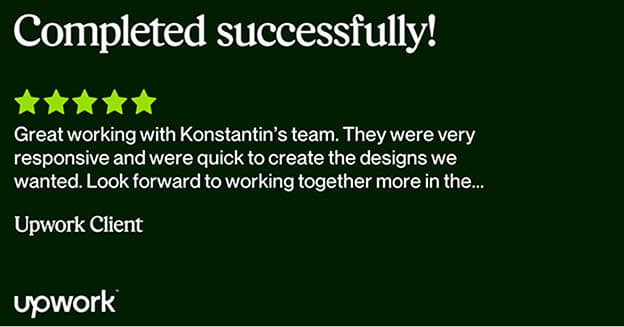 Completed successfully!
Great working with Konstantin's team. They were very
responsive and were quick to create the designs we
wanted. Look forward to working together more in the...
Upwork Client
upwork